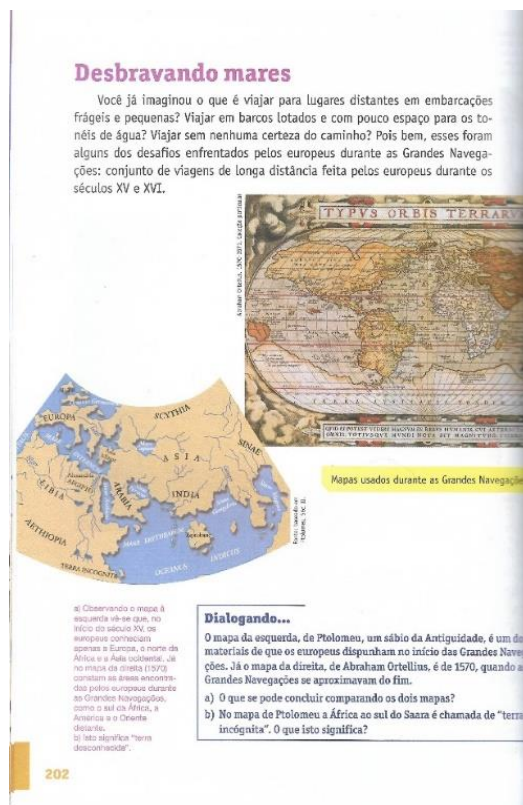 Desbravando mares
Você já imaginou o que é viajar para lugares distantes em embarcações
frágeis e pequenas? Viajar em barcos lotados e com pouco espaço para os to-
néis de água? Viajar sem nenhuma certeza do caminho? Pois bem, esses foram
alguns dos desafios enfrentados pelos europeus durante as Grandes Navega-
ções: conjunto de viagens de longa distância feita pelos europeus durante os
séculos XV e XVI.
TYPVS ORBIS TERRARV
EUROPA
SCYTHIA
ASIA
SINAE
LIBIA
ARABIA
INDIA
AETHIOPIA
TERRA INCOGNITA
OCEANUS INDICUS
Mapas usados durante as Grandes Navegaçõe
a) Observando o mapa à
esquerda vê-se que, no
início do século XV, os
europeus conheciam
apenas a Europa, o norte da
África e a Ásia ocidental. Já
no mapa da direita (1570)
constam as áreas encontra-
das pelos europeus durante
as Grandes Navegações,
como o sul da África, a
América e o Oriente
distante.
b) Isto significa "terra
desconhecida".
Dialogando...
O mapa da esquerda, de Ptolomeu, um sábio da Antiguidade, é um do
materiais de que os europeus dispunham no início das Grandes Nave
ções. Já o mapa da direita, de Abraham Ortellius, é de 1570, quando a
Grandes Navegações se aproximavam do fim.
a) O que se pode concluir comparando os dois mapas?
b) No mapa de Ptolomeu a África ao sul do Saara é chamada de "terra
incógnita". O que isto significa?
202